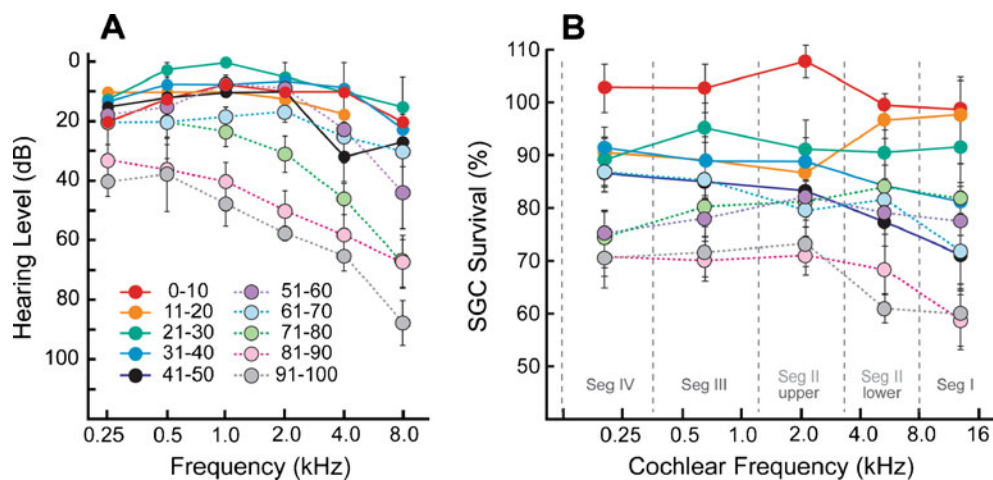 A
Hearing Level (dB)
0
20
40
60
80
100
0-10
11-20
21-30
31-40
41-50
51-60
61-70
71-80
81-90
91-100
0.25 0.5 1.0 2.0 4.0 8.0
Frequency (kHz)
B
SGC Survival (%)
110
100
90
80
70
60
50
Seg IV
Seg III
Seg II
upper
Seg II
lower
Seg I
0.25 0.5 1.0 2.0 4.0 8.0 16
Cochlear Frequency (kHz)